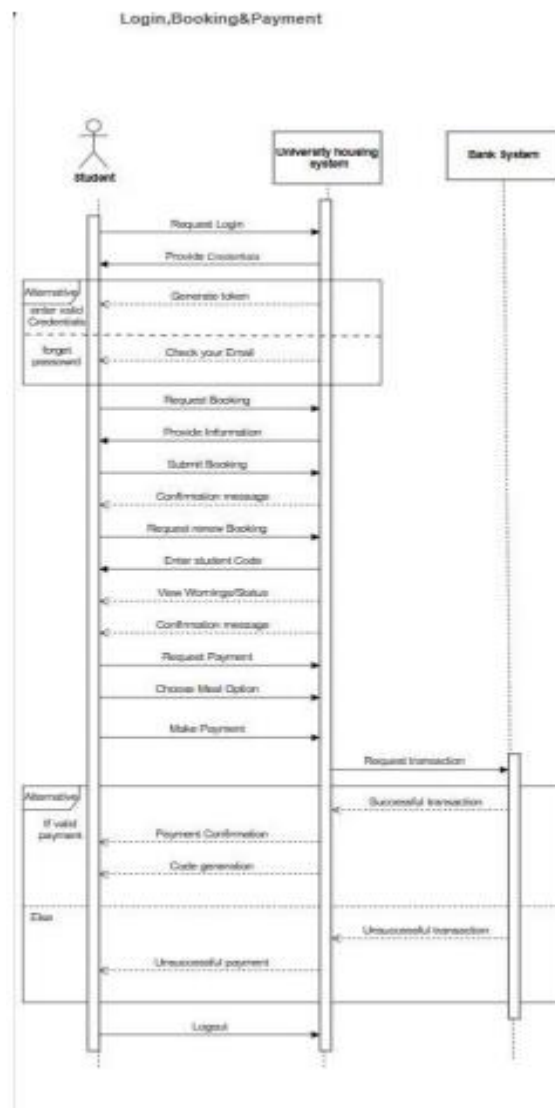 Login,Booking&Payment
University housing
system
Bank System
Student
Request Login
Provide Credentials
Alternative
Generate token
enter valid
Credentials
forget
password
Check your Email
Request Booking
Provide Information
Submit Booking
Confirmation message
Request renew Booking
Enter student Code
View Warnings/Status
Confirmation message
Request Payment
Choose Meal Option
Make Payment
Request transaction
Alternative
Successful transaction
If valid
payment
Payment Confirmation
Code generation
Else
Unsuccessful transaction
Unsuccessful payment
Logout